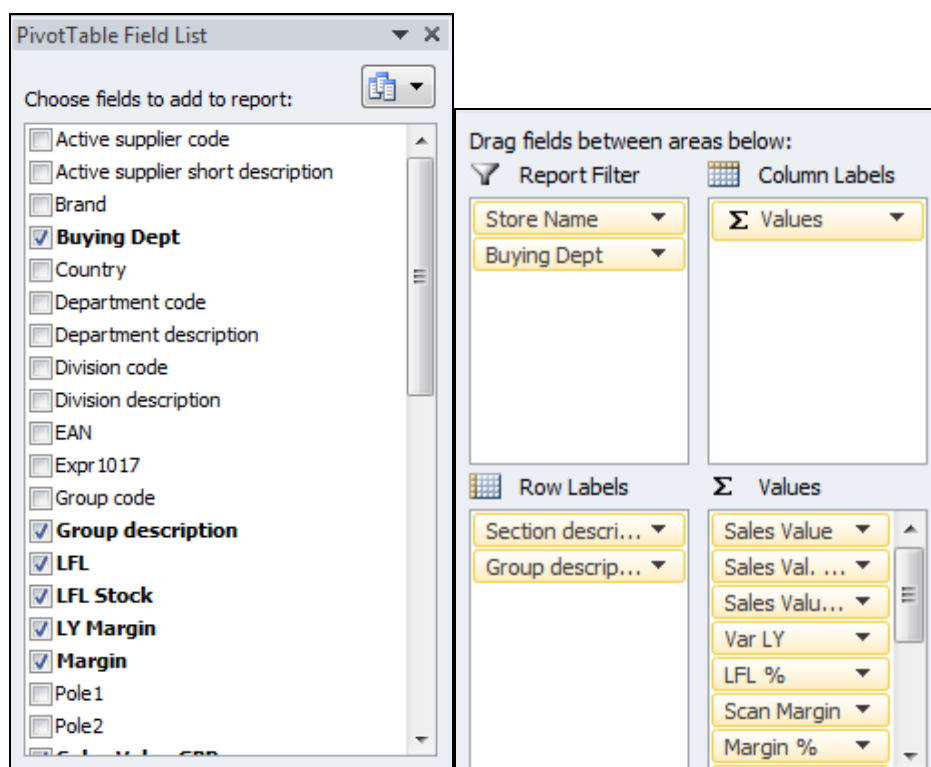 PivotTable Field List
Choose fields to add to report:
Active supplier code
Active supplier short description
Brand
Buying Dept
Country
Department code
Department description
Division code
Division description
EAN
Expr1017
Group code
Group description
LFL
LFL Stock
LY Margin
Margin
Pole1
Pole2
Drag fields between areas below:
Report Filter
Store Name
Buying Dept
Column Labels
Σ Values
Row Labels
Section descri...
Group descrip...
Σ Values
Sales Value
Sales Val. ...
Sales Valu...
Var LY
LFL %
Scan Margin
Margin %